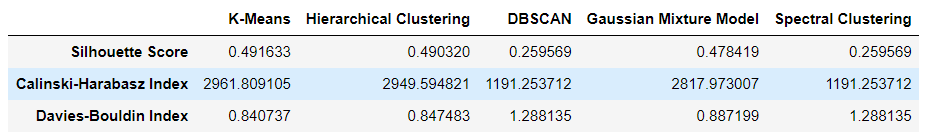 K-Means Hierarchical Clustering DBSCAN Gaussian Mixture Model Spectral Clustering
Silhouette Score 0.491633 0.490320 0.259569 0.478419 0.259569
Calinski-Harabasz Index 2961.809105 2949.594821 1191.253712 2817.973007 1191.253712
Davies-Bouldin Index 0.840737 0.847483 1.288135 0.887199 1.288135